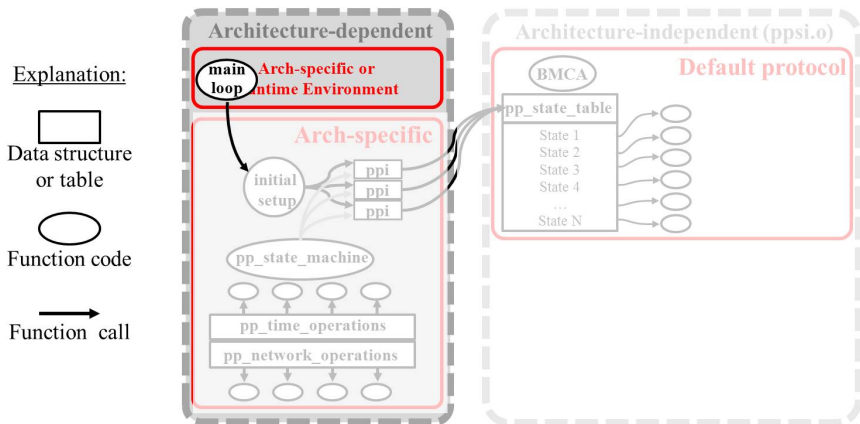 Explanation:
Data structure
or table
Function code
Function call
Architecture-dependent
main
loop
Arch-specific or
ntime Environment
Arch-specific
initial
setup
ppi
ppi
ppi
pp_state_machine
pp_time_operations
pp_network_operations
Architecture-independent (ppsi.o)
BMCA
Default protocol
pp_state_table
State 1
State 2
State 3
State 4
...
State N